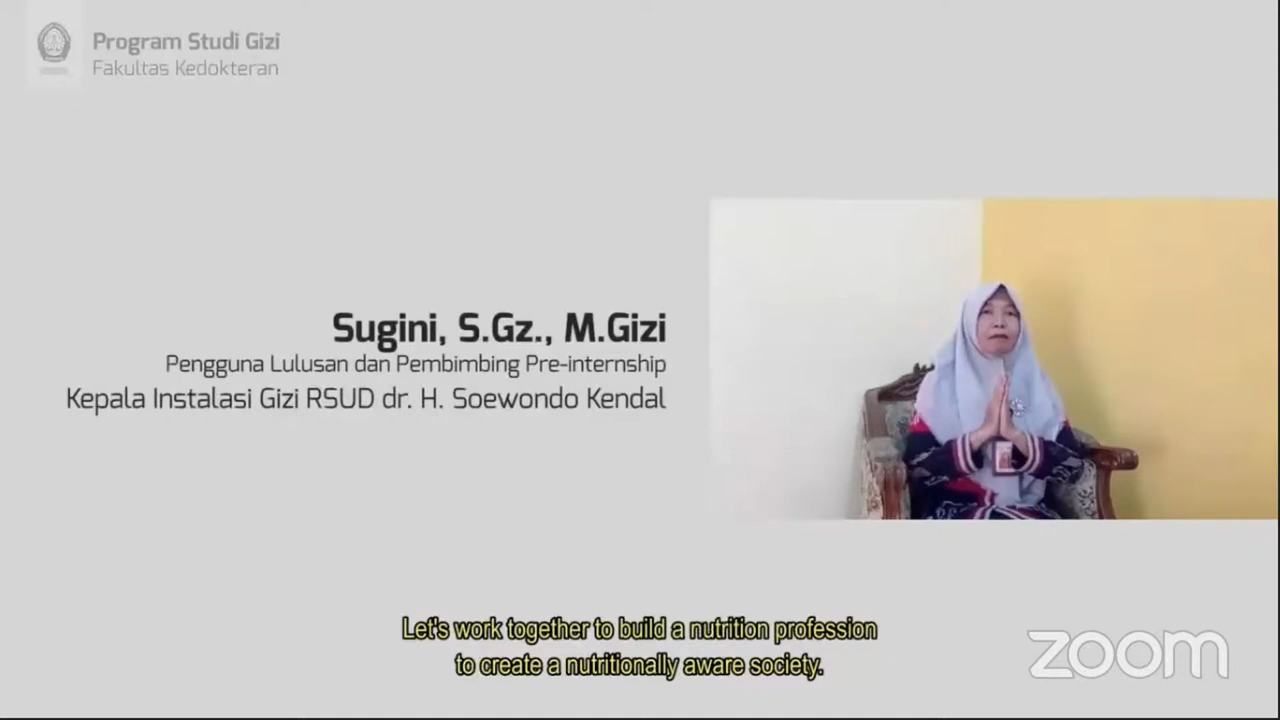 Program Studi Gizi
Fakultas Kedokteran
Sugini, S.Gz., M.Gizi
Pengguna Lulusan dan Pembimbing Pre-internship
Kepala Instalasi Gizi RSUD dr. H. Soewondo Kendal
Let's work together to build a nutrition profession
to create a nutritionally aware society.
zoom